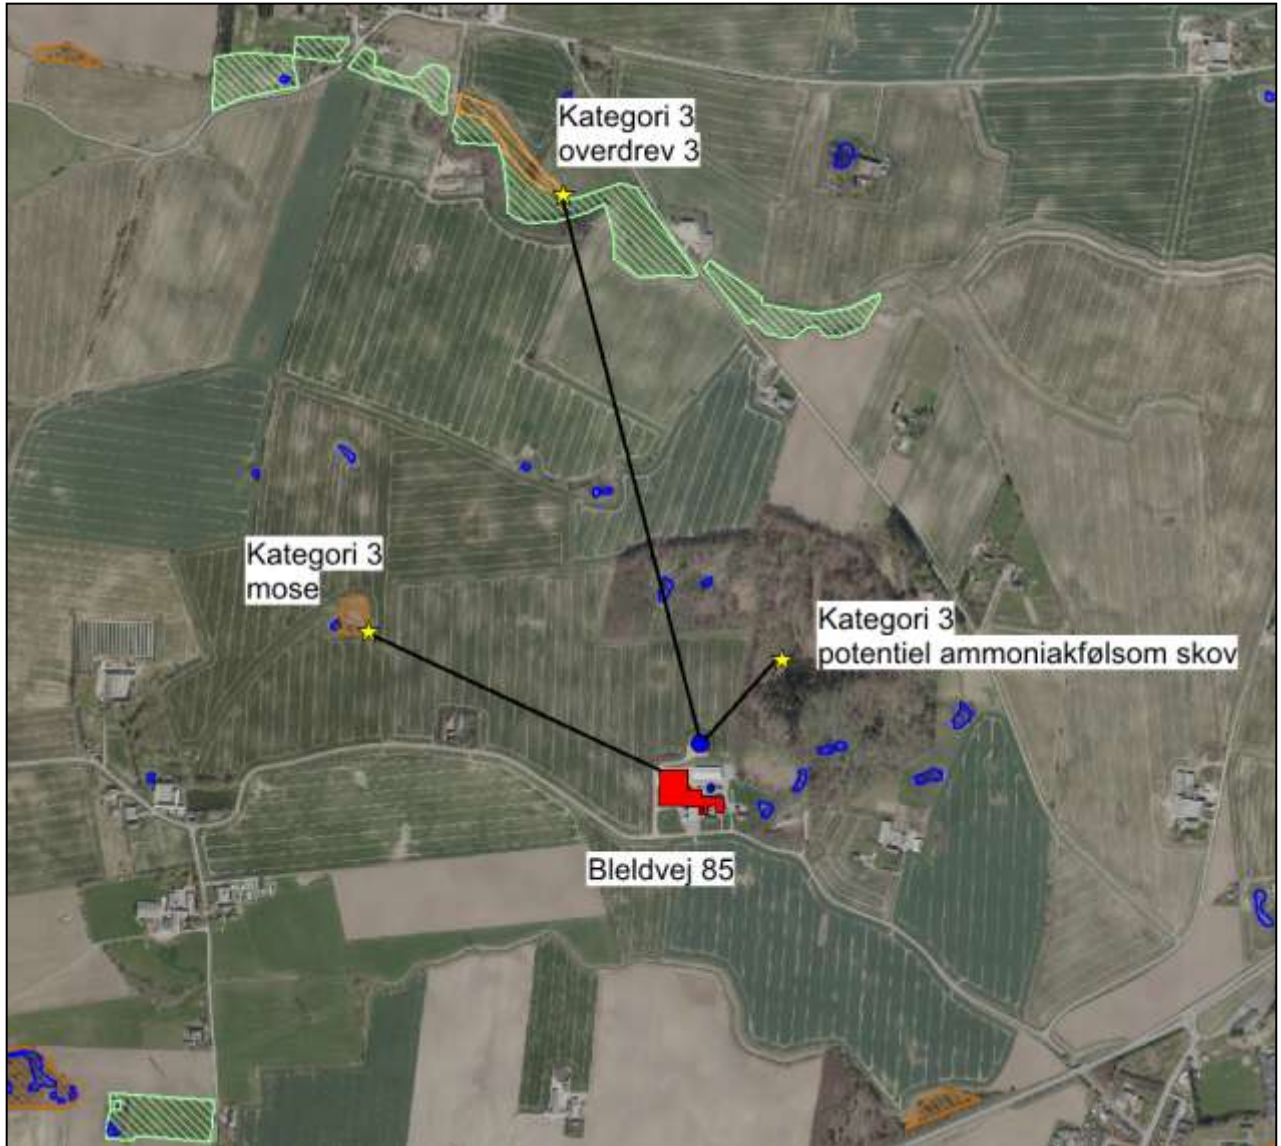 Kategori 3
overdrev 3
Kategori 3
mose
Kategori 3
potentiel ammoniakfølsom skov
Bleldvej 85